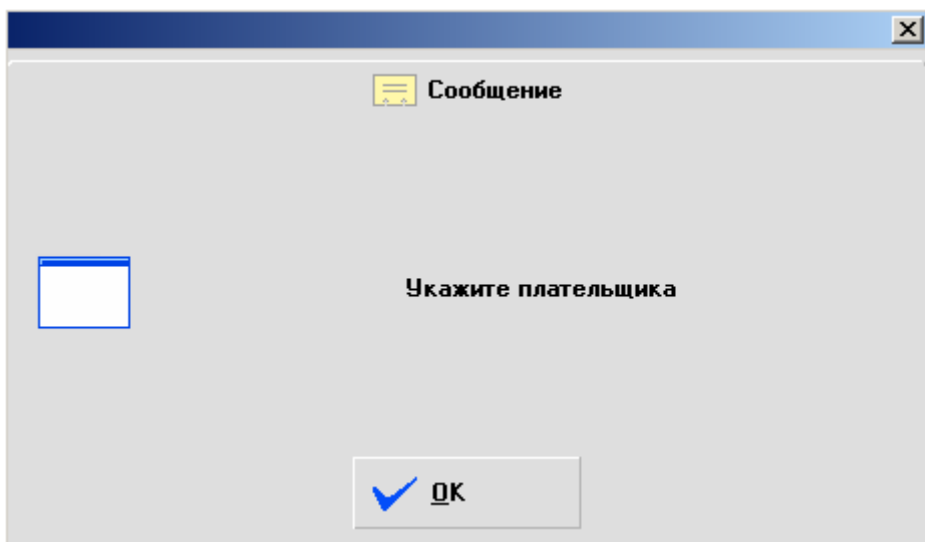 Сообщение
Укажите плательщика
OK